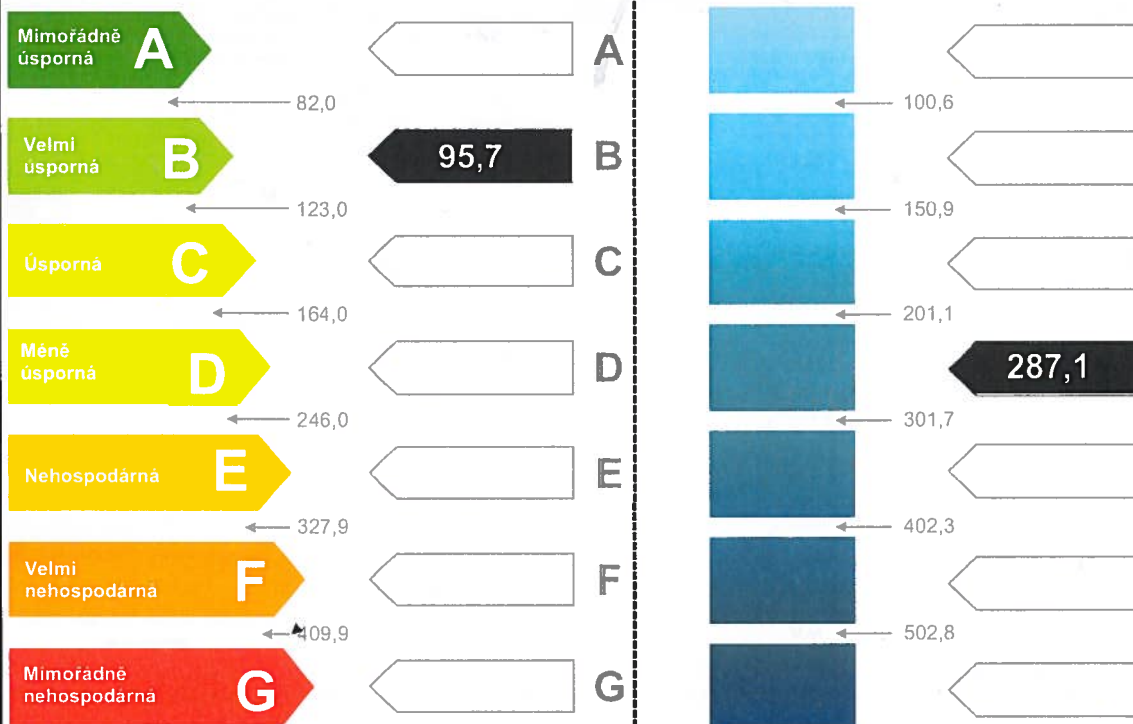 Mimořádně
úsporná
A
A
82,0
100,6
Velmi
úsporná
B
95,7
B
123,0
150,9
Úsporná
C
C
164,0
201,1
Méně
úsporná
D
D
287,1
246,0
301,7
Nehospodárná
E
E
327,9
402,3
Velmi
nehospodárná
F
F
409,9
502,8
Mimořádně
nehospodárná
G
G